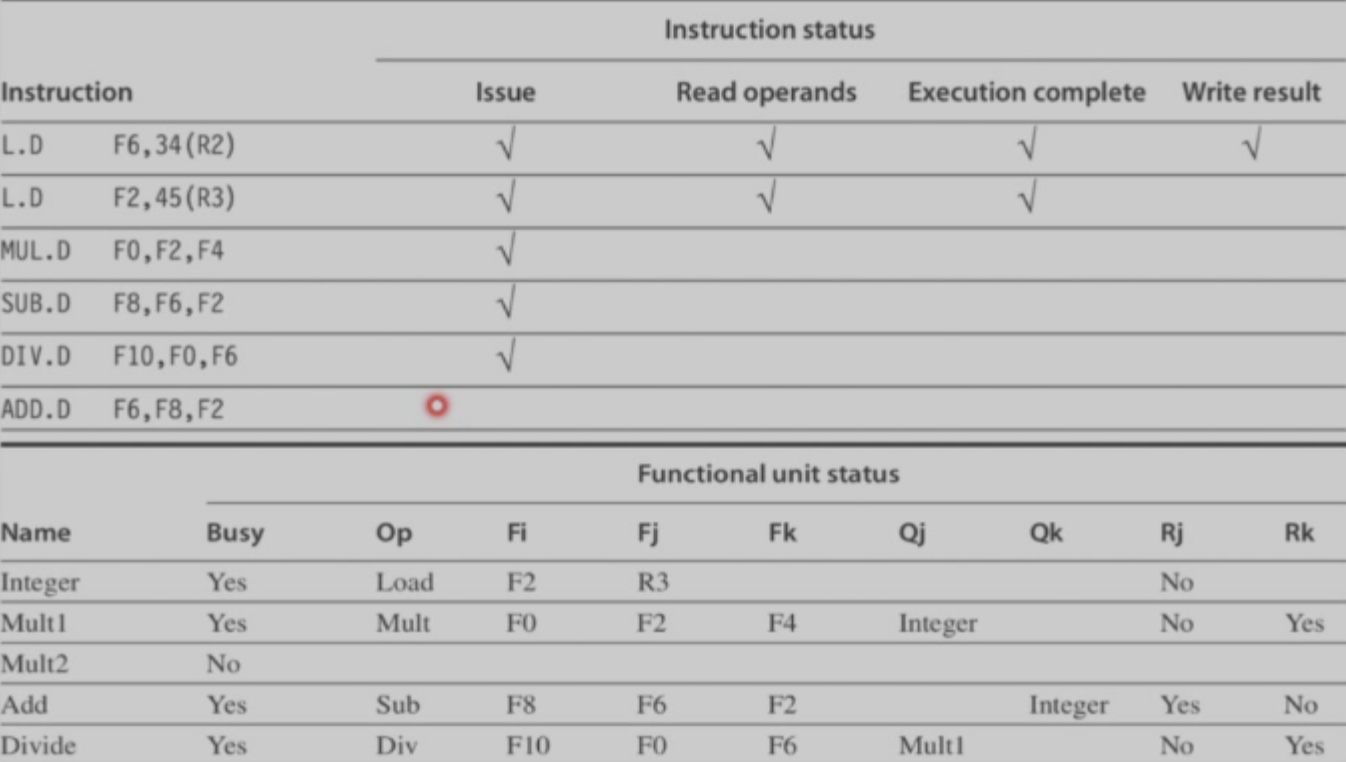 Instruction status
Instruction Issue Read operands Execution complete Write result
L.D F6,34(R2) √ √ √ √
L.D F2,45(R3) √ √ √
MUL.D F0,F2,F4 √
SUB.D F8,F6,F2 √
DIV.D F10,F0,F6 √
ADD.D F6,F8,F2
Functional unit status
Name Busy Op Fi Fj Fk Qj Qk Rj Rk
Integer Yes Load F2 R3 No
Mult1 Yes Mult F0 F2 F4 Integer No Yes
Mult2 No
Add Yes Sub F8 F6 F2 Integer Yes No
Divide Yes Div F10 F0 F6 Mult1 No Yes